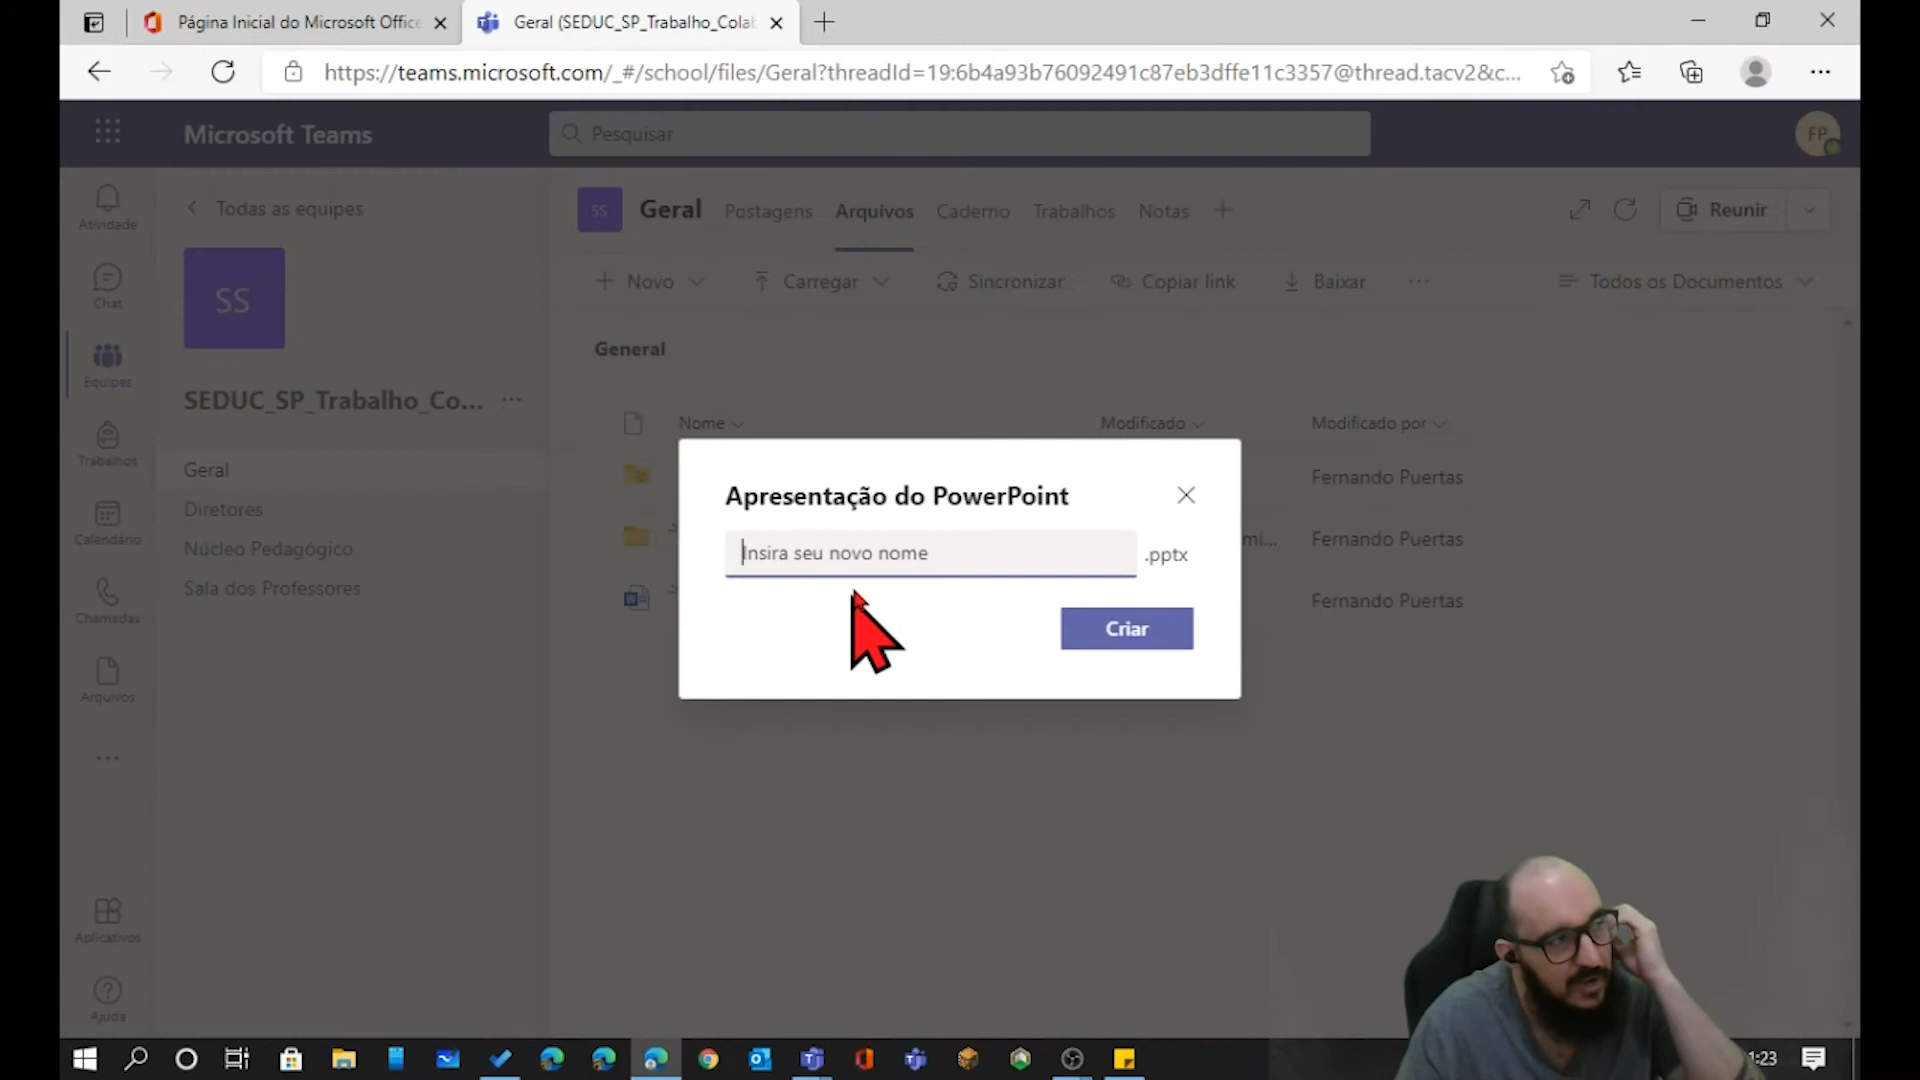 Página Inicial do Microsoft Office
Geral (SEDUC_SP_Trabalho_Colab
https://teams.microsoft.com/_#/school/files/Geral?threadId=19:6b4a93b76092491c87eb3dffe11c3357@thread.tacv2&c...
Microsoft Teams
Pesquisar
FP
Atividade
Chat
Equipes
Trabalhos
Calendário
Chamadas
Arquivos
Aplicativos
Ajuda
Todas as equipes
SS
SEDUC_SP_Trabalho_Co...
Geral
Diretores
Núcleo Pedagógico
Sala dos Professores
SS
Geral Postagens Arquivos Caderno Trabalhos Notas
Reunir
Novo Carregar Sincronizar Copiar link Baixar Todos os Documentos
General
Nome Modificado Modificado por
Fernando Puertas
mi... Fernando Puertas
Fernando Puertas
Apresentação do PowerPoint
Insira seu novo nome .pptx
Criar
1:23